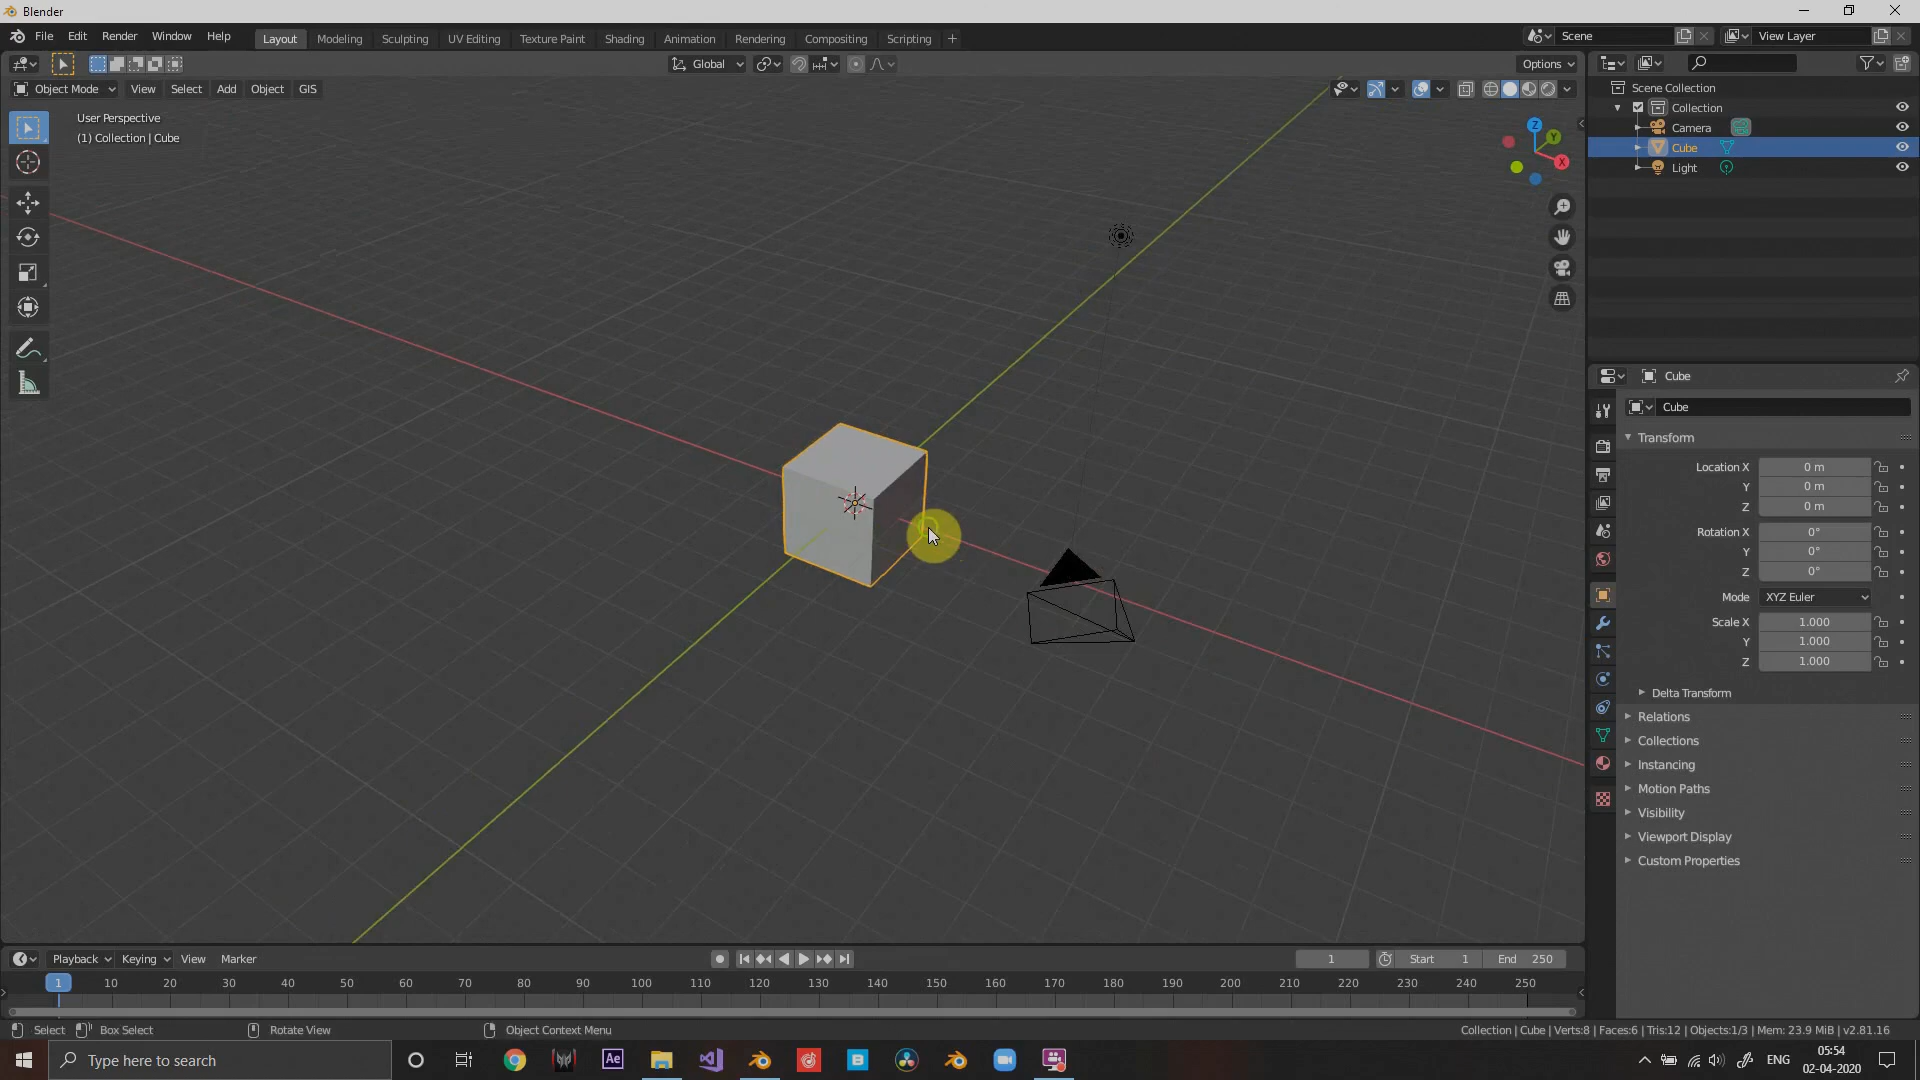 Blender
File Edit Render Window Help
Layout Modeling Sculpting UV Editing Texture Paint Shading Animation Rendering Compositing Scripting +
Scene
View Layer
Global
Options
Object Mode View Select Add Object GIS
User Perspective
(1) Collection | Cube
Z
Y
X
Scene Collection
Collection
Camera
Cube
Light
Cube
Cube
Transform
Location X 0 m
Y 0 m
Z 0 m
Rotation X 0°
Y 0°
Z 0°
Mode XYZ Euler
Scale X 1.000
Y 1.000
Z 1.000
Delta Transform
Relations
Collections
Instancing
Motion Paths
Visibility
Viewport Display
Custom Properties
Playback Keying View Marker
1 Start 1 End 250
1 10 20 30 40 50 60 70 80 90 100 110 120 130 140 150 160 170 180 190 200 210 220 230 240 250
Select Box Select Rotate View Object Context Menu
Collection | Cube | Verts:8 | Faces:6 | Tris:12 | Objects:1/3 | Mem: 23.9 MiB | v2.81.16
Type here to search
Ae
B
ENG
05:54
02-04-2020